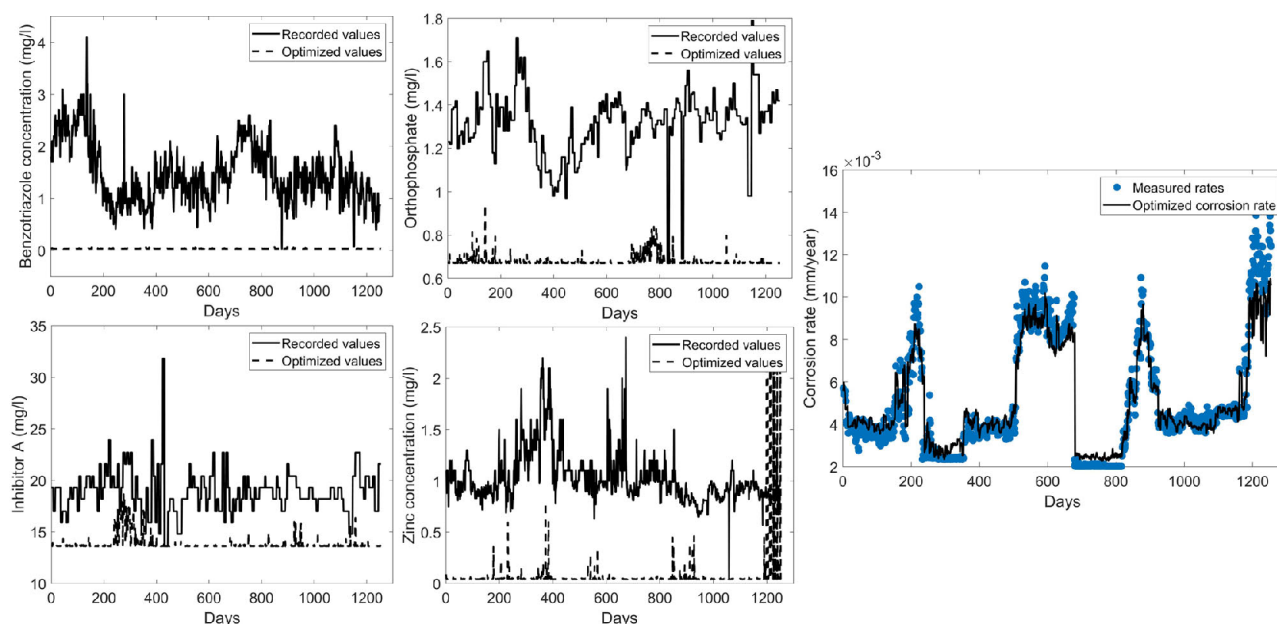 Benzotriazole concentration (mg/l)
4
3
2
1
0
Recorded values
Optimized values
0 200 400 600 800 1000 1200
Days
Orthophosphate (mg/l)
1.8
1.6
1.4
1.2
1
0.8
0.6
Recorded values
Optimized values
0 200 400 600 800 1000 1200
Days
Inhibitor A (mg/l)
35
30
25
20
15
10
Recorded values
Optimized values
0 200 400 600 800 1000 1200
Days
Zinc concentration (mg/l)
2.5
2
1.5
1
0.5
0
Recorded values
Optimized values
0 200 400 600 800 1000 1200
Days
Corrosion rate (mm/year)
×10⁻³
16
14
12
10
8
6
4
2
Measured rates
Optimized corrosion rate
0 200 400 600 800 1000 1200
Days